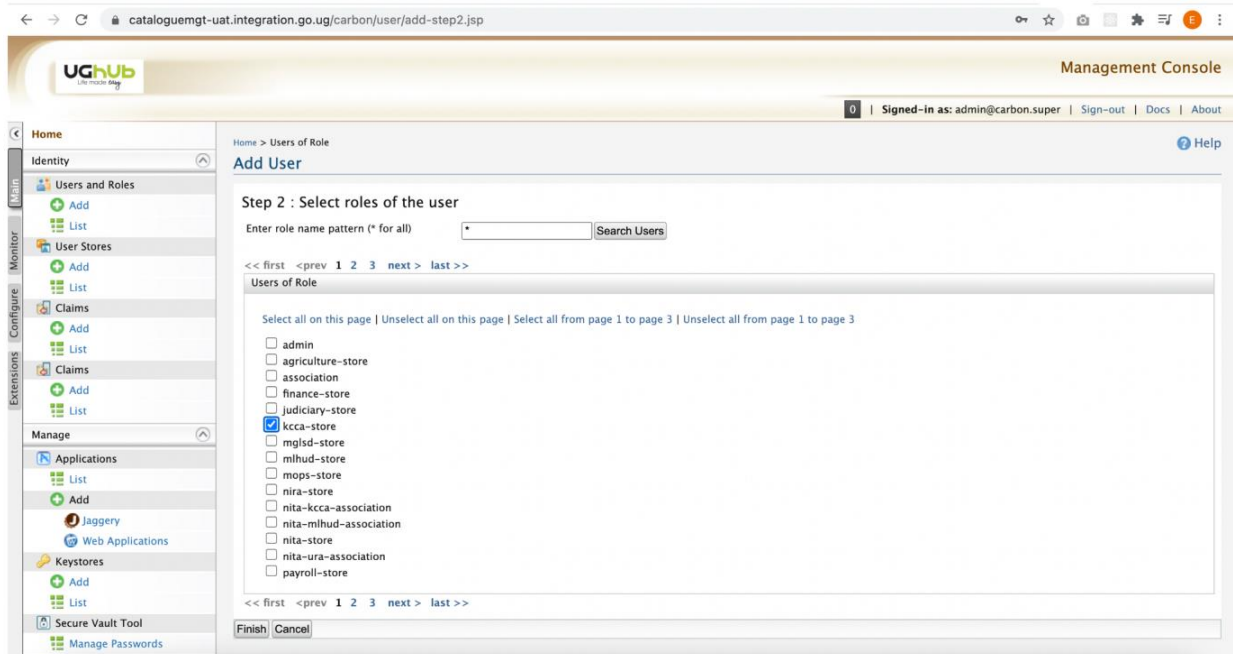 cataloguemgt-uat.integration.go.ug/carbon/user/add-step2.jsp
E
UGhUb
Life made easy
Management Console
0 | Signed-in as: admin@carbon.super | Sign-out | Docs | About
Main
Monitor
Configure
Extensions
Home
Identity
Users and Roles
Add
List
User Stores
Add
List
Claims
Add
List
Claims
Add
List
Manage
Applications
List
Add
Jaggery
Web Applications
Keystores
Add
List
Secure Vault Tool
Manage Passwords
Home > Users of Role
Help
Add User
Step 2 : Select roles of the user
Enter role name pattern (* for all) * Search Users
<< first <prev 1 2 3 next > last >>
Users of Role
Select all on this page | Unselect all on this page | Select all from page 1 to page 3 | Unselect all from page 1 to page 3
admin
agriculture-store
association
finance-store
judiciary-store
kcca-store
mglsd-store
mlhud-store
mops-store
nira-store
nita-kcca-association
nita-mlhud-association
nita-store
nita-ura-association
payroll-store
<< first <prev 1 2 3 next > last >>
Finish Cancel